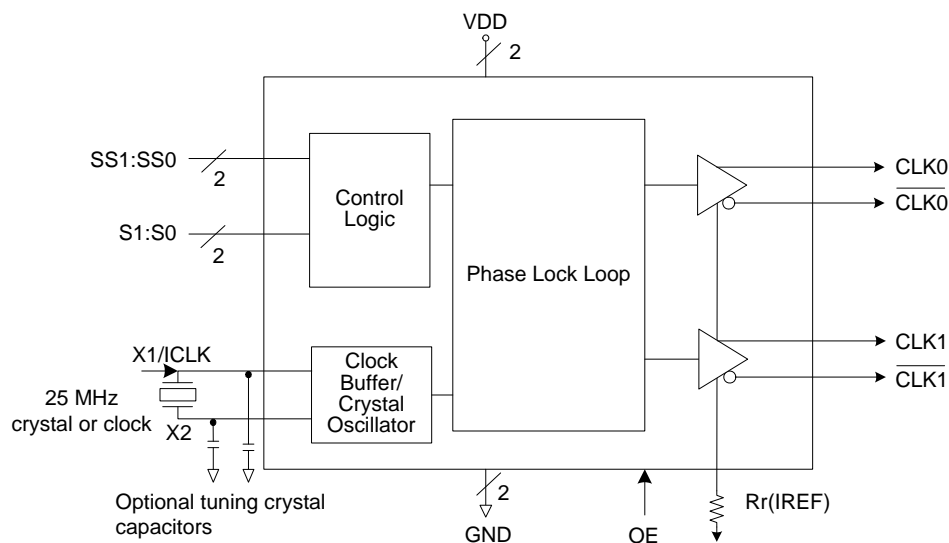 VDD
2
SS1:SS0
2
Control
Logic
S1:S0
2
Phase Lock Loop
CLK0
CLK0
X1/ICLK
25 MHz
crystal or clock
X2
Clock
Buffer/
Crystal
Oscillator
CLK1
CLK1
Optional tuning crystal
capacitors
2
GND
OE
Rr(IREF)